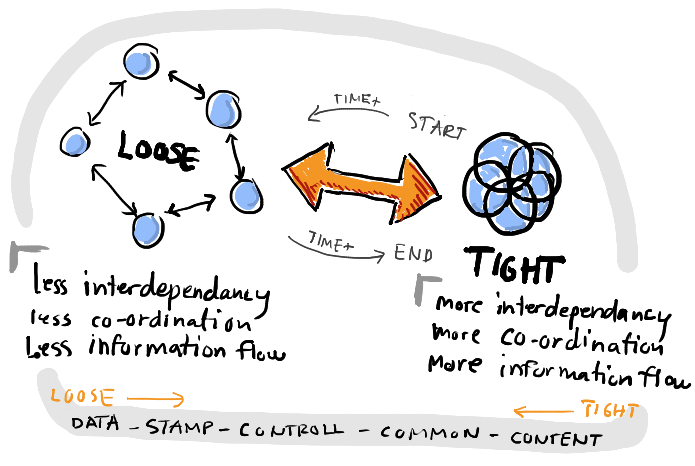 TIME+
START
LOOSE
TIME+
END
TIGHT
less interdependancy
less co-ordination
Less information flow
more interdependancy
more co-ordination
More information flow
LOOSE
TIGHT
DATA - STAMP - CONTROLL - COMMON - CONTENT